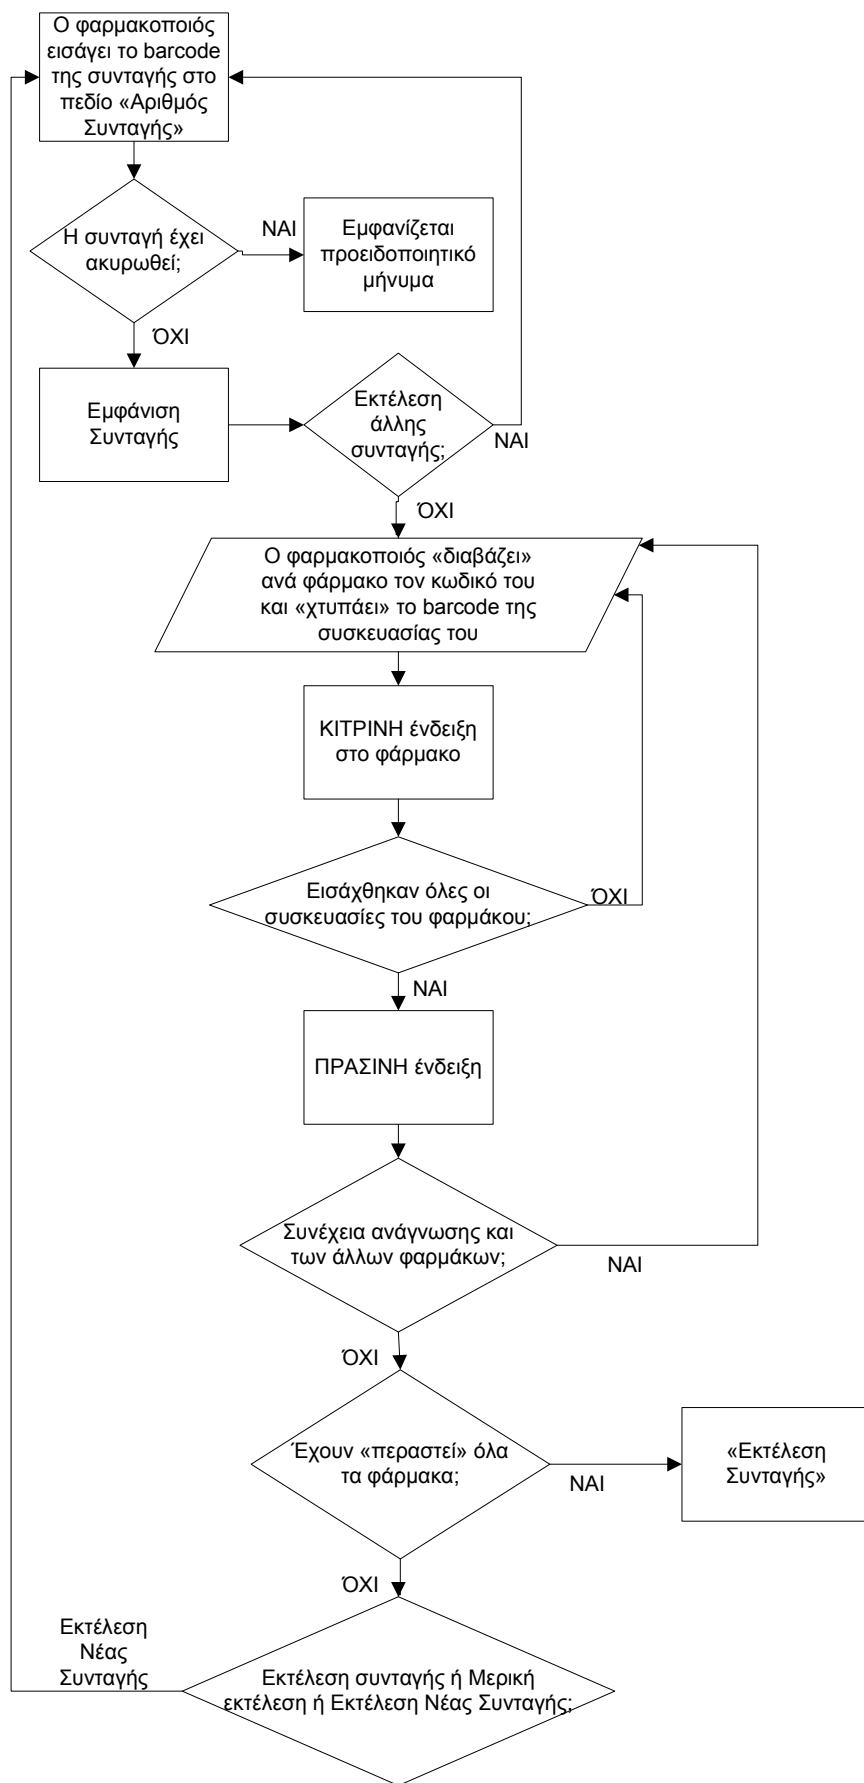 Ο φαρμακοποιός
εισάγει το barcode
της συνταγής στο
πεδίο «Αριθμός
Συνταγής»
Η συνταγή έχει
ακυρωθεί;
ΝΑΙ
Εμφανίζεται
προειδοποιητικό
μήνυμα
ΌΧΙ
Εμφάνιση
Συνταγής
Εκτέλεση
άλλης
συνταγής;
ΝΑΙ
ΌΧΙ
Ο φαρμακοποιός «διαβάζει»
ανά φάρμακο τον κωδικό του
και «χτυπάει» το barcode της
συσκευασίας του
ΚΙΤΡΙΝΗ ένδειξη
στο φάρμακο
Εισάχθηκαν όλες οι
συσκευασίες του φαρμάκου;
ΌΧΙ
ΝΑΙ
ΠΡΑΣΙΝΗ ένδειξη
Συνέχεια ανάγνωσης και
των άλλων φαρμάκων;
ΝΑΙ
ΌΧΙ
Έχουν «περαστεί» όλα
τα φάρμακα;
ΝΑΙ
«Εκτέλεση
Συνταγής»
ΌΧΙ
Εκτέλεση
Νέας
Συνταγής
Εκτέλεση συνταγής ή Μερική
εκτέλεση ή Εκτέλεση Νέας Συνταγής;